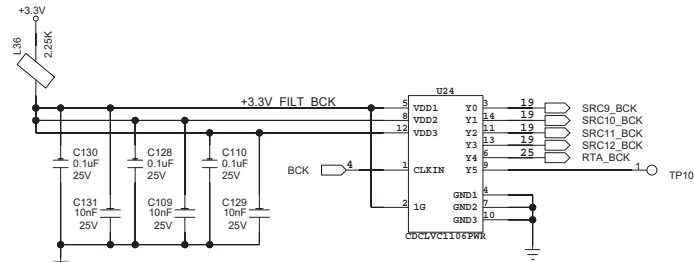 +3.3V
L36
2.25K
U24
+3.3V_FILT_BCK
5 VDD1 Y0 3 19 SRC9_BCK
8 VDD2 Y1 14 19 SRC10_BCK
12 VDD3 Y2 11 19 SRC11_BCK
Y3 13 19 SRC12_BCK
Y4 6 25 RTA_BCK
BCK 4 1 CLKIN Y5 9 1 TP10
C130 C128 C110
0.1uF 0.1uF 0.1uF
25V 25V 25V
GND1 4
C131 C109 C129 2 1G GND2 7
10nF 10nF 10nF GND3 10
25V 25V 25V
CDCLVC1106PWR